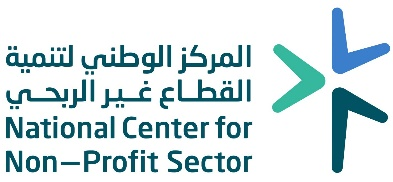 المركز الوطني لتنمية
القطاع غير الربحي
National Center for
Non—Profit Sector